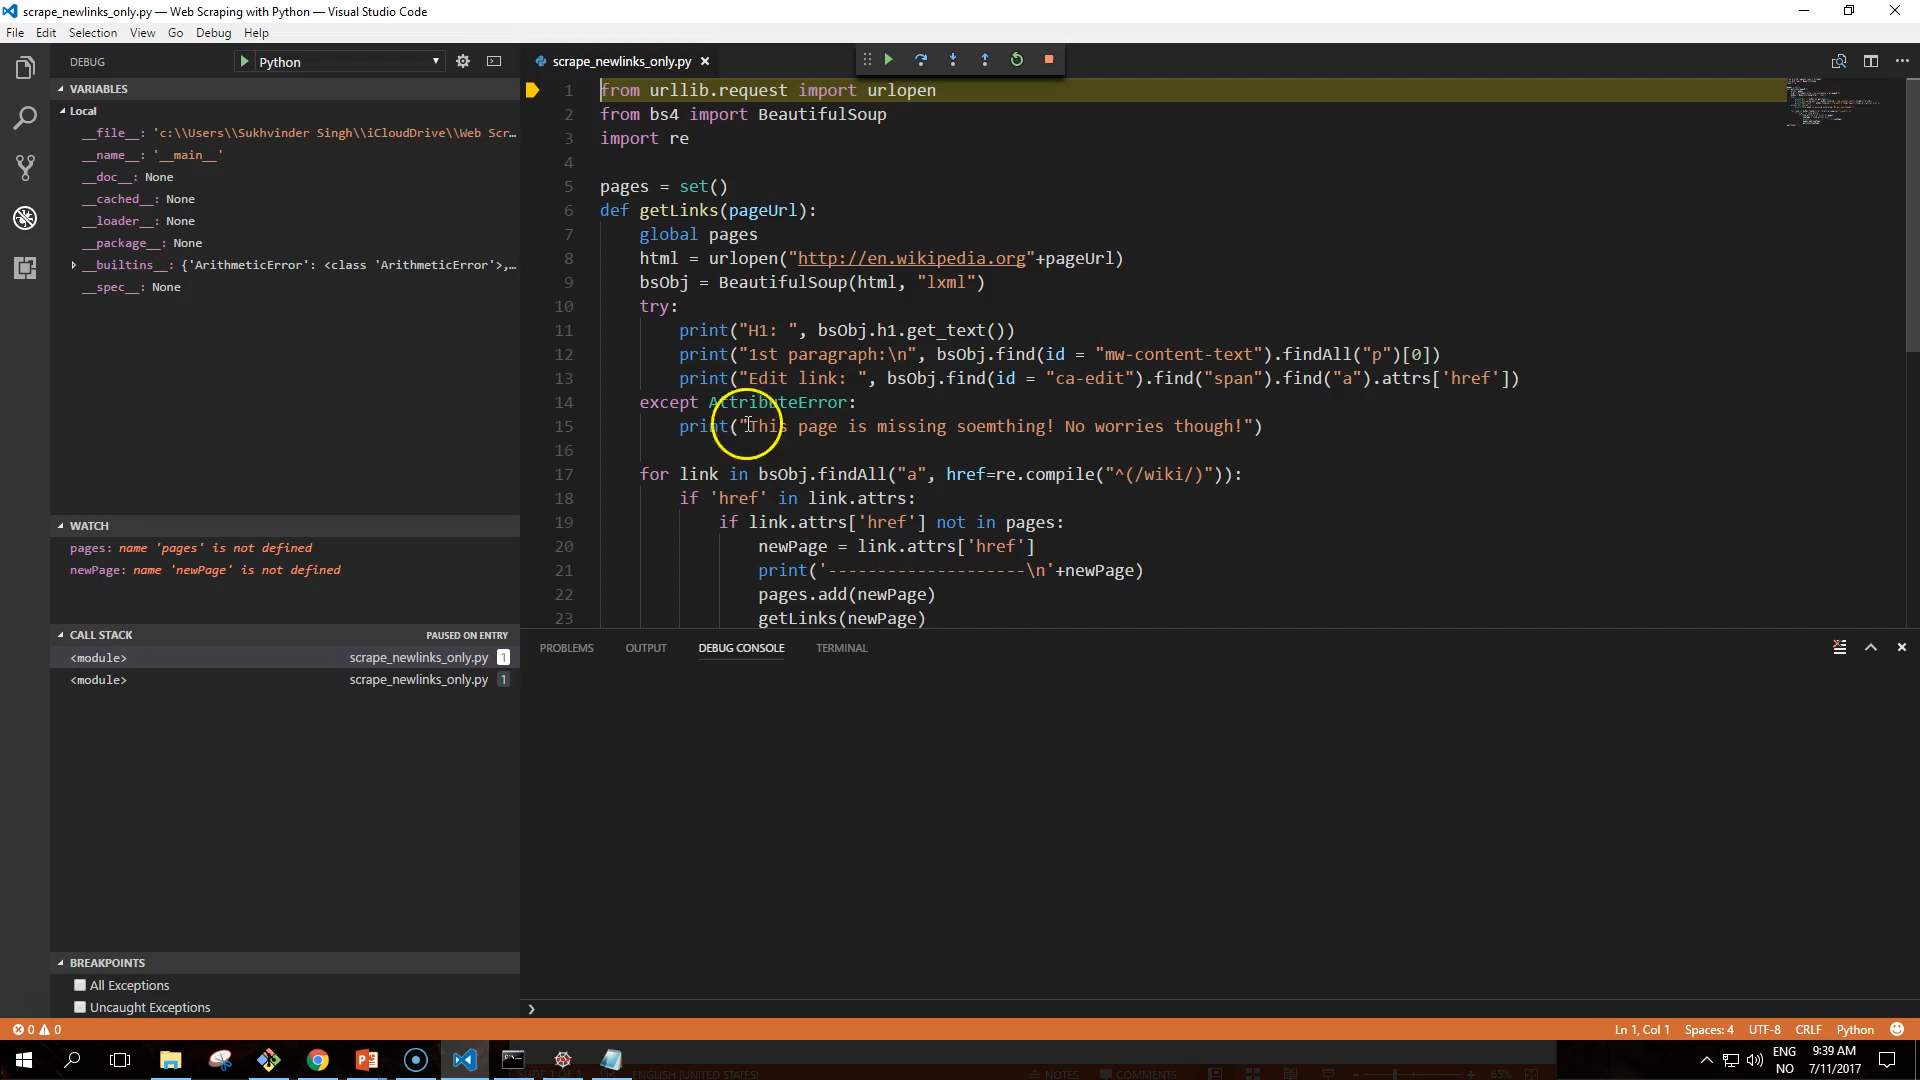 scrape_newlinks_only.py — Web Scraping with Python — Visual Studio Code
File Edit Selection View Go Debug Help
DEBUG
Python
scrape_newlinks_only.py
VARIABLES
Local
__file__: 'c:\\Users\\Sukhvinder Singh\\iCloudDrive\\Web Scr...
__name__: '__main__'
__doc__: None
__cached__: None
__loader__: None
__package__: None
__builtins__: {'ArithmeticError': <class 'ArithmeticError'>,...
__spec__: None
WATCH
pages: name 'pages' is not defined
newPage: name 'newPage' is not defined
CALL STACK PAUSED ON ENTRY
<module> scrape_newlinks_only.py 1
<module> scrape_newlinks_only.py 1
BREAKPOINTS
All Exceptions
Uncaught Exceptions
1 from urllib.request import urlopen
2 from bs4 import BeautifulSoup
3 import re
4
5 pages = set()
6 def getLinks(pageUrl):
7 global pages
8 html = urlopen("http://en.wikipedia.org"+pageUrl)
9 bsObj = BeautifulSoup(html, "lxml")
10 try:
11 print("H1: ", bsObj.h1.get_text())
12 print("1st paragraph:\n", bsObj.find(id = "mw-content-text").findAll("p")[0])
13 print("Edit link: ", bsObj.find(id = "ca-edit").find("span").find("a").attrs['href'])
14 except AttributeError:
15 print("This page is missing soemthing! No worries though!")
16
17 for link in bsObj.findAll("a", href=re.compile("^(/wiki/)")):
18 if 'href' in link.attrs:
19 if link.attrs['href'] not in pages:
20 newPage = link.attrs['href']
21 print('--------------------\n'+newPage)
22 pages.add(newPage)
23 getLinks(newPage)
PROBLEMS OUTPUT DEBUG CONSOLE TERMINAL
0 0
Ln 1, Col 1 Spaces: 4 UTF-8 CRLF Python
ENGLISH (UNITED STATES) NOTES COMMENTS 65%
ENG
NO
9:39 AM
7/11/2017